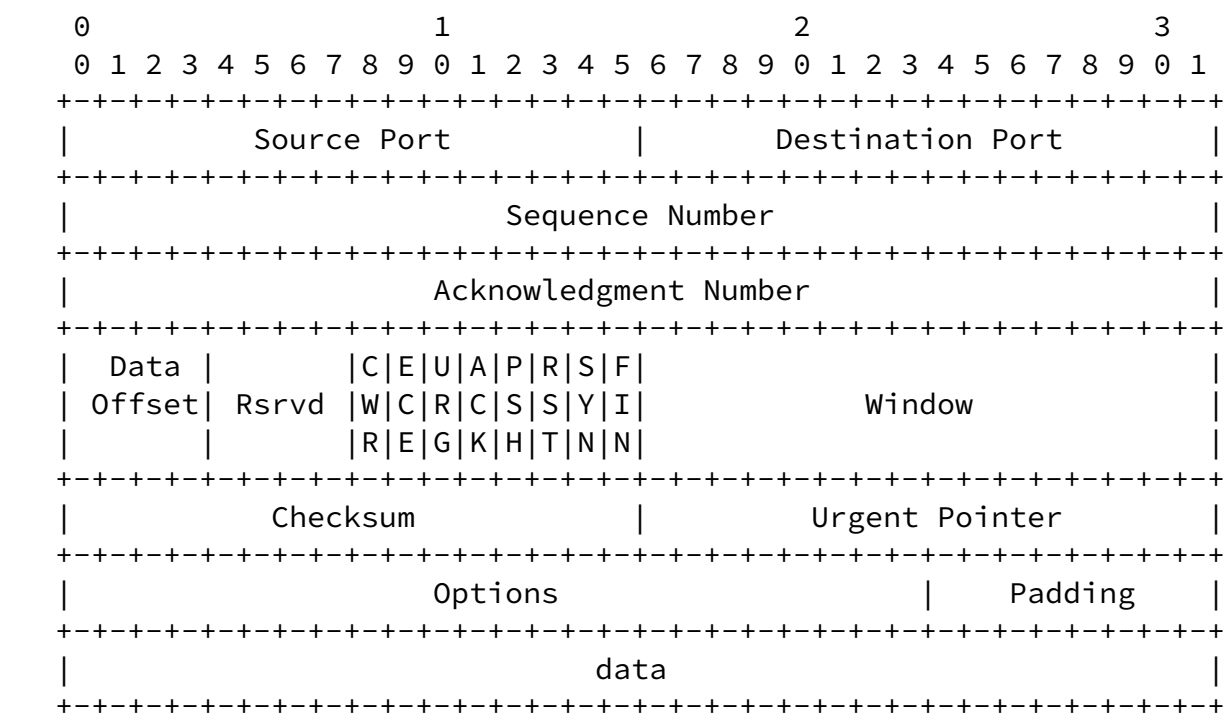 0                   1                   2                   3
 0 1 2 3 4 5 6 7 8 9 0 1 2 3 4 5 6 7 8 9 0 1 2 3 4 5 6 7 8 9 0 1
+-+-+-+-+-+-+-+-+-+-+-+-+-+-+-+-+-+-+-+-+-+-+-+-+-+-+-+-+-+-+-+-+
|          Source Port          |       Destination Port        |
+-+-+-+-+-+-+-+-+-+-+-+-+-+-+-+-+-+-+-+-+-+-+-+-+-+-+-+-+-+-+-+-+
|                        Sequence Number                        |
+-+-+-+-+-+-+-+-+-+-+-+-+-+-+-+-+-+-+-+-+-+-+-+-+-+-+-+-+-+-+-+-+
|                    Acknowledgment Number                      |
+-+-+-+-+-+-+-+-+-+-+-+-+-+-+-+-+-+-+-+-+-+-+-+-+-+-+-+-+-+-+-+-+
|  Data |       |C|E|U|A|P|R|S|F|                               |
| Offset| Rsrvd |W|C|R|C|S|S|Y|I|            Window             |
|       |       |R|E|G|K|H|T|N|N|                               |
+-+-+-+-+-+-+-+-+-+-+-+-+-+-+-+-+-+-+-+-+-+-+-+-+-+-+-+-+-+-+-+-+
|           Checksum            |         Urgent Pointer        |
+-+-+-+-+-+-+-+-+-+-+-+-+-+-+-+-+-+-+-+-+-+-+-+-+-+-+-+-+-+-+-+-+
|                    Options                    |    Padding    |
+-+-+-+-+-+-+-+-+-+-+-+-+-+-+-+-+-+-+-+-+-+-+-+-+-+-+-+-+-+-+-+-+
|                             data                              |
+-+-+-+-+-+-+-+-+-+-+-+-+-+-+-+-+-+-+-+-+-+-+-+-+-+-+-+-+-+-+-+-+